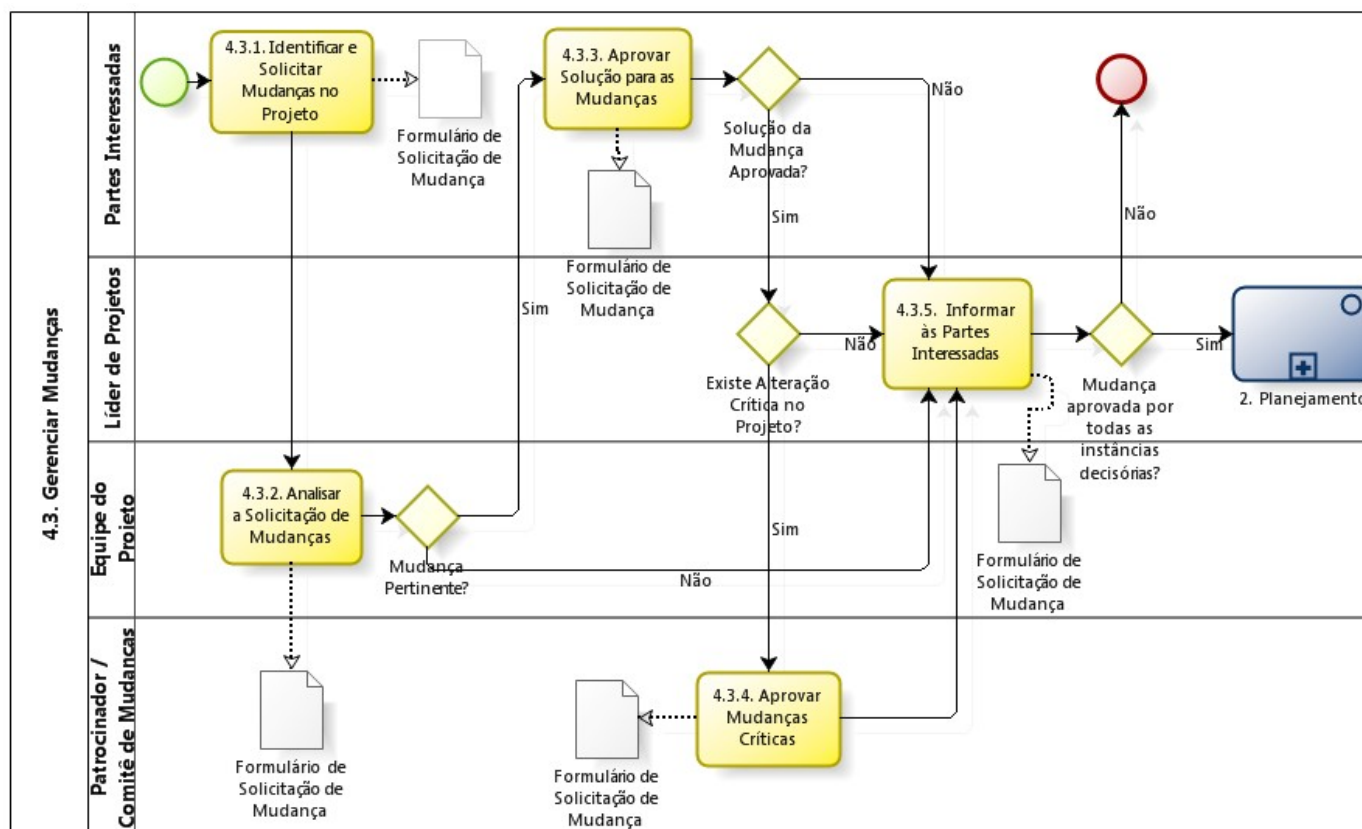 4.3. Gerenciar Mudanças
Partes Interessadas
4.3.1. Identificar e
Solicitar
Mudanças no
Projeto
Formulário de
Solicitação de
Mudança
4.3.3. Aprovar
Solução para as
Mudanças
Formulário de
Solicitação de
Mudança
Solução da
Mudança
Aprovada?
Não
Sim
Não
Líder de Projetos
Sim
Existe Alteração
Crítica no
Projeto?
Não
4.3.5. Informar
às Partes
Interessadas
Mudança
aprovada por
todas as
instâncias
decisórias?
Sim
2. Planejamento
Equipe do
Projeto
4.3.2. Analisar
a Solicitação de
Mudanças
Mudança
Pertinente?
Não
Sim
Formulário de
Solicitação de
Mudança
Patrocinador /
Comitê de Mudanças
Formulário de
Solicitação de
Mudança
Formulário de
Solicitação de
Mudança
4.3.4. Aprovar
Mudanças
Críticas